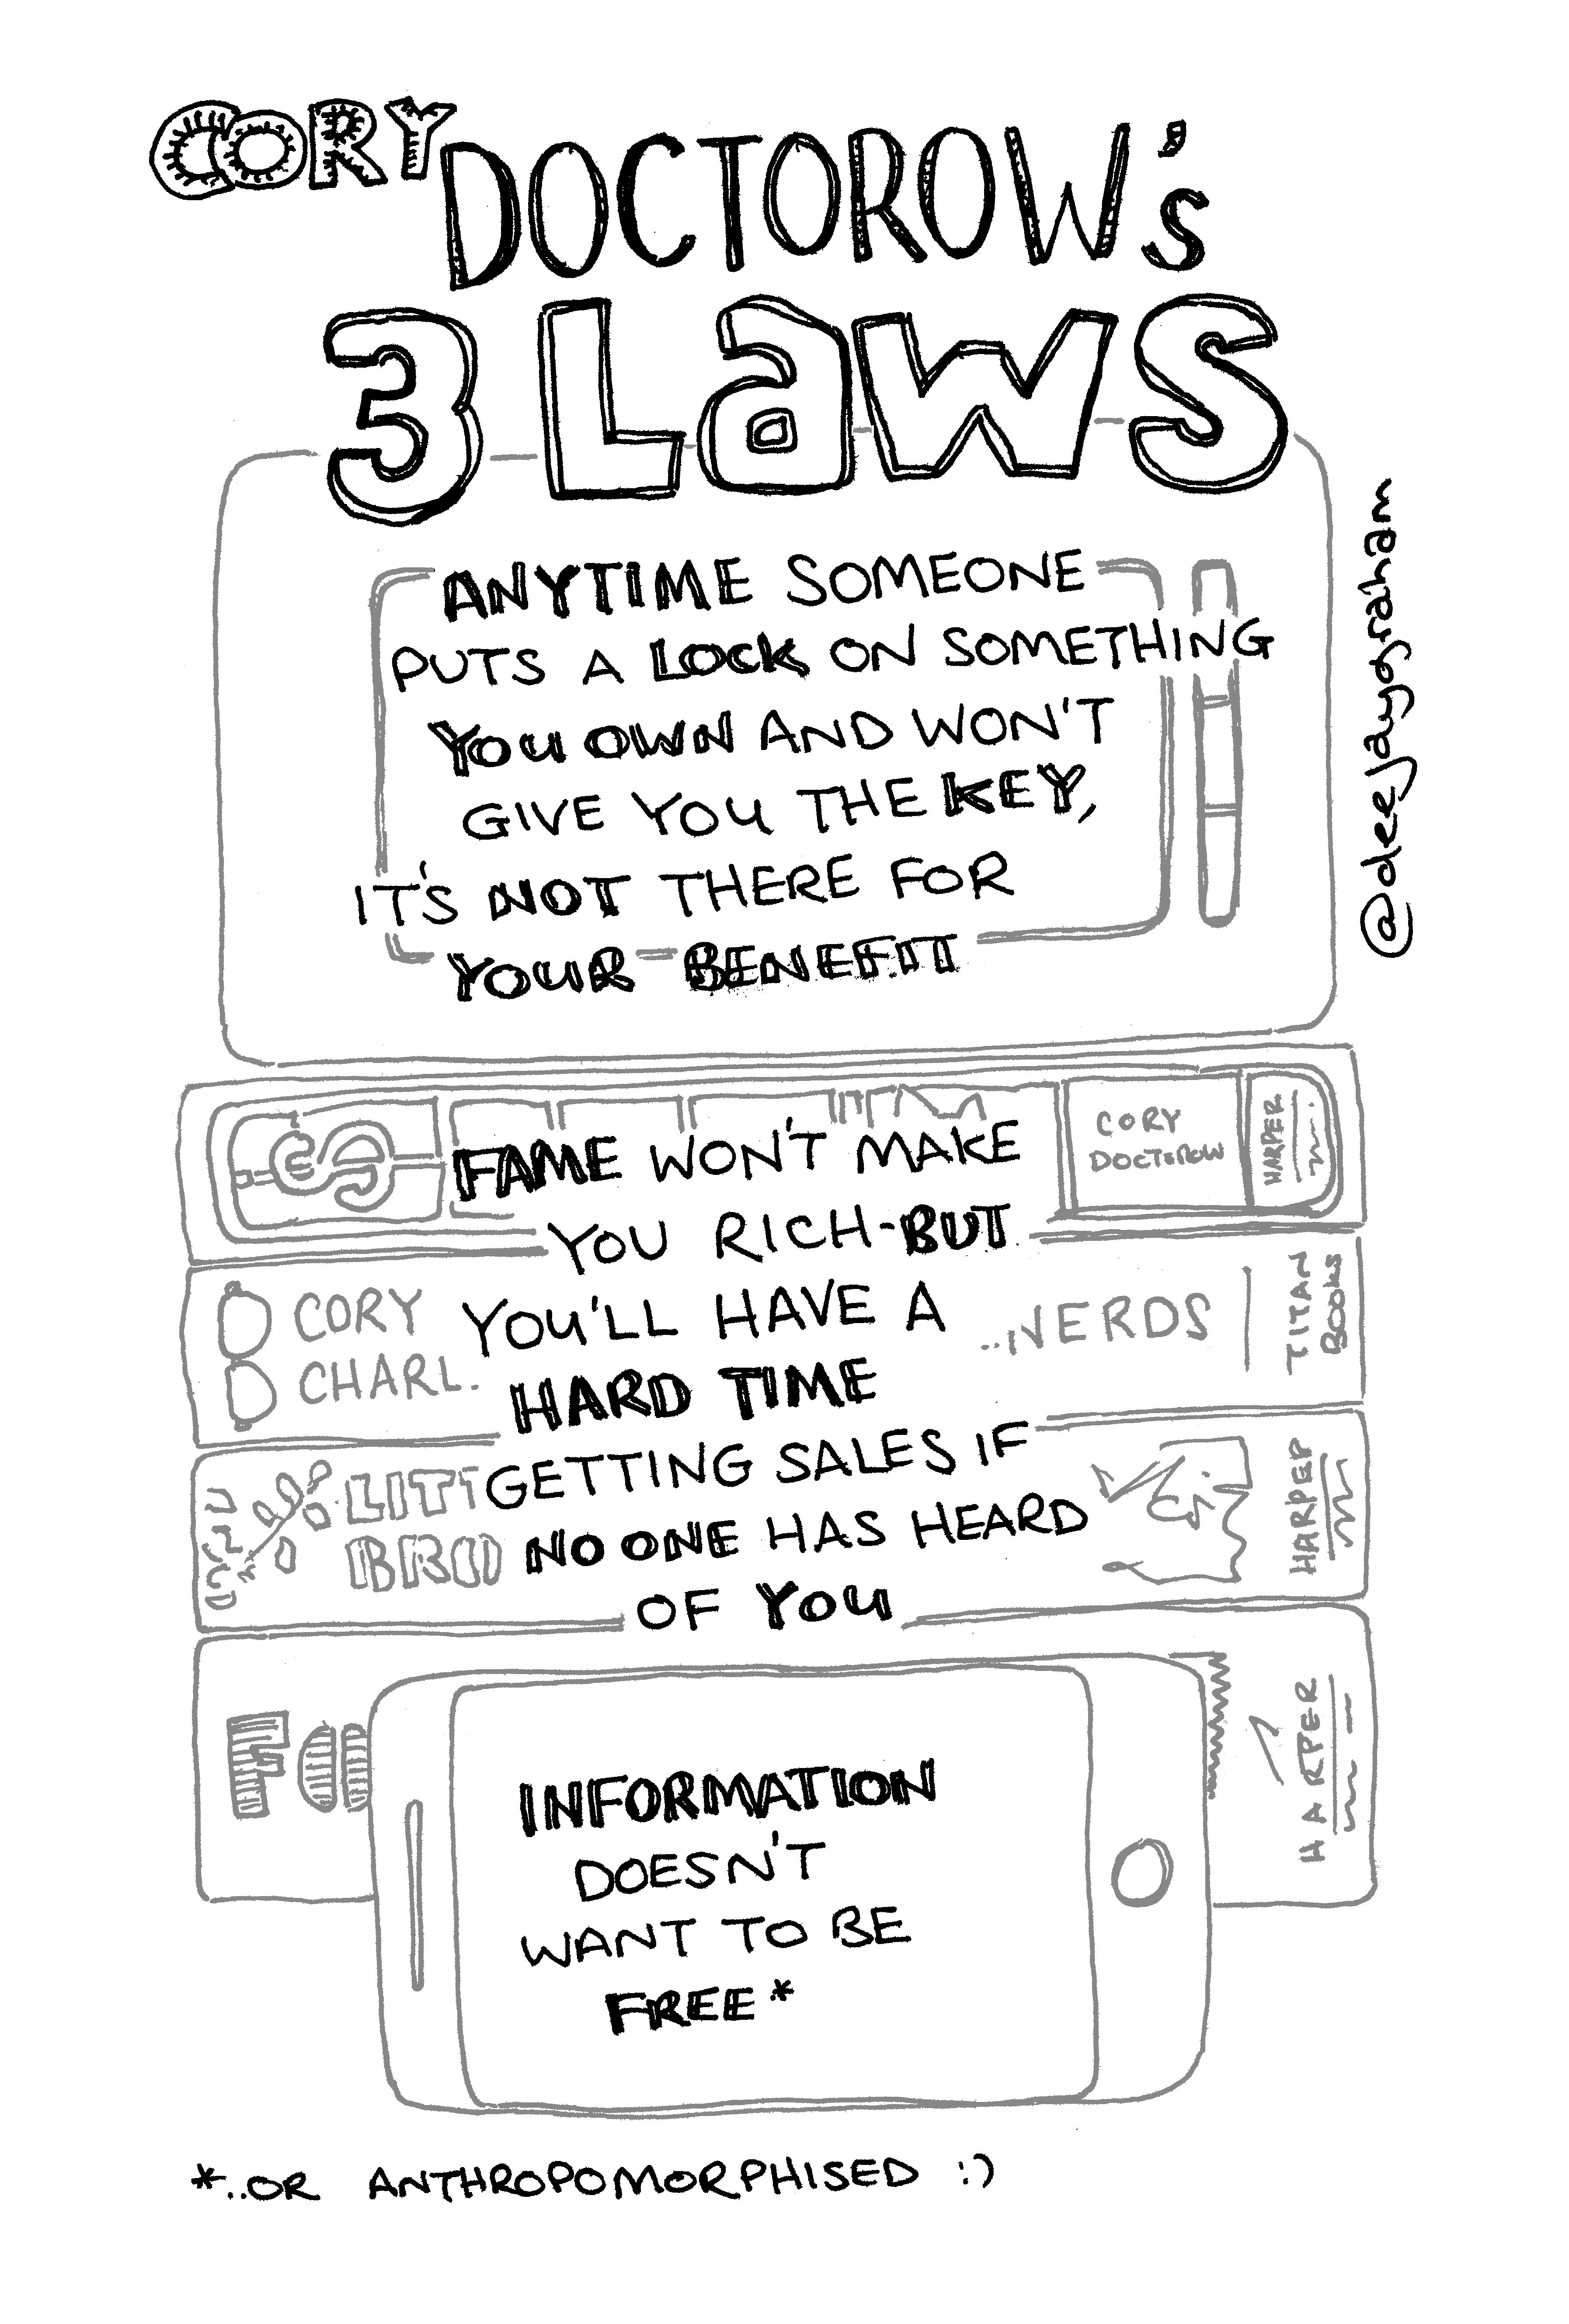 CORY
DOCTOROW's
3 Laws
@deejaygraham
ANYTIME SOMEONE
PUTS A LOCK ON SOMETHING
YOU OWN AND WON'T
GIVE YOU THE KEY,
IT'S NOT THERE FOR
YOUR BENEFIT
CORY
DOCTOROW
HARPER
FAME WON'T MAKE
YOU RICH-BUT
YOU'LL HAVE A
HARD TIME
GETTING SALES IF
NO ONE HAS HEARD
OF YOU
CORY
CHARL.
..NERDS
TITAN
BOOKS
LITT
BRO
HARPER
FO
HARPER
INFORMATION
DOESN'T
WANT TO BE
FREE*
*..OR ANTHROPOMORPHISED :)